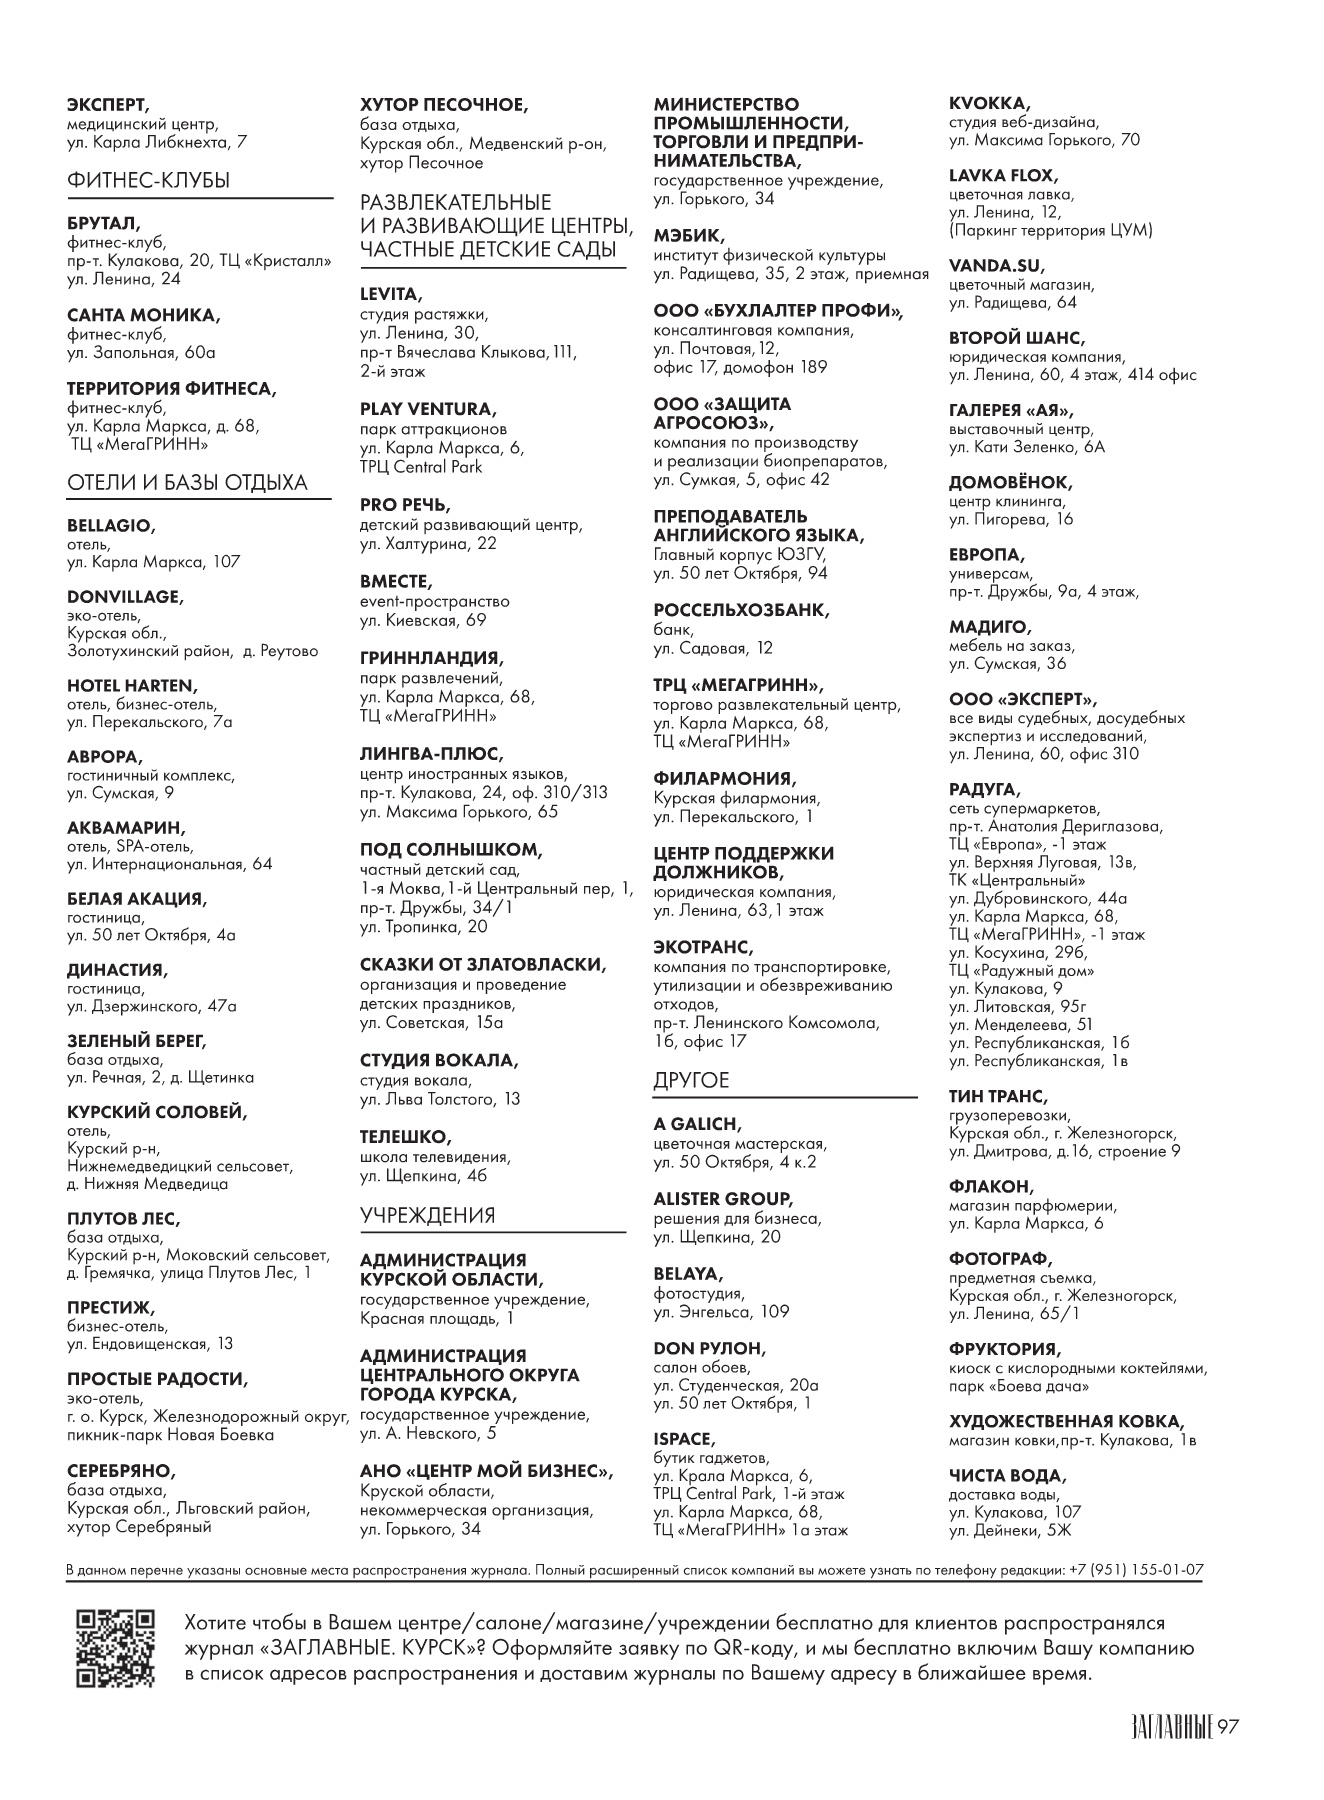 ЭКСПЕРТ,
медицинский центр,
ул. Карла Либкнехта, 7
ФИТНЕС-КЛУБЫ
БРУТАЛ,
фитнес-клуб,
пр-т. Кулакова, 20, ТЦ «Кристалл»
ул. Ленина, 24
САНТА МОНИКА,
фитнес-клуб,
ул. Запольная, 60а
ТЕРРИТОРИЯ ФИТНЕСА,
фитнес-клуб,
ул. Карла Маркса, д. 68,
ТЦ «МегаГРИНН»
ОТЕЛИ И БАЗЫ ОТДЫХА
BELLAGIO,
отель,
ул. Карла Маркса, 107
DONVILLAGE,
эко-отель,
Курская обл.,
Золотухинский район, д. Реутово
HOTEL HARTEN,
отель, бизнес-отель,
ул. Перекальского, 7а
АВРОРА,
гостиничный комплекс,
ул. Сумская, 9
АКВАМАРИН,
отель, SPA-отель,
ул. Интернациональная, 64
БЕЛАЯ АКАЦИЯ,
гостиница,
ул. 50 лет Октября, 4а
ДИНАСТИЯ,
гостиница,
ул. Дзержинского, 47а
ЗЕЛЕНЫЙ БЕРЕГ,
база отдыха,
ул. Речная, 2, д. Щетинка
КУРСКИЙ СОЛОВЕЙ,
отель,
Курский р-н,
Нижнемедведицкий сельсовет,
д. Нижняя Медведица
ПЛУТОВ ЛЕС,
база отдыха,
Курский р-н, Моковский сельсовет,
д. Гремячка, улица Плутов Лес, 1
ПРЕСТИЖ,
бизнес-отель,
ул. Ендовищенская, 13
ПРОСТЫЕ РАДОСТИ,
эко-отель,
г. о. Курск, Железнодорожный округ,
пикник-парк Новая Боевка
СЕРЕБРЯНО,
база отдыха,
Курская обл., Льговский район,
хутор Серебряный
ХУТОР ПЕСОЧНОЕ,
база отдыха,
Курская обл., Медвенский р-он,
хутор Песочное
РАЗВЛЕКАТЕЛЬНЫЕ
И РАЗВИВАЮЩИЕ ЦЕНТРЫ,
ЧАСТНЫЕ ДЕТСКИЕ САДЫ
LEVITA,
студия растяжки,
ул. Ленина, 30,
пр-т Вячеслава Клыкова, 111,
2-й этаж
PLAY VENTURA,
парк аттракционов
ул. Карла Маркса, 6,
ТРЦ Central Park
PRO РЕЧЬ,
детский развивающий центр,
ул. Халтурина, 22
ВМЕСТЕ,
event-пространство
ул. Киевская, 69
ГРИННЛАНДИЯ,
парк развлечений,
ул. Карла Маркса, 68,
ТЦ «МегаГРИНН»
ЛИНГВА-ПЛЮС,
центр иностранных языков,
пр-т. Кулакова, 24, оф. 310/313
ул. Максима Горького, 65
ПОД СОЛНЫШКОМ,
частный детский сад,
1-я Моква, 1-й Центральный пер, 1,
пр-т. Дружбы, 34/1
ул. Тропинка, 20
СКАЗКИ ОТ ЗЛАТОВЛАСКИ,
организация и проведение
детских праздников,
ул. Советская, 15а
СТУДИЯ ВОКАЛА,
студия вокала,
ул. Льва Толстого, 13
ТЕЛЕШКО,
школа телевидения,
ул. Щепкина, 4б
УЧРЕЖДЕНИЯ
АДМИНИСТРАЦИЯ
КУРСКОЙ ОБЛАСТИ,
государственное учреждение,
Красная площадь, 1
АДМИНИСТРАЦИЯ
ЦЕНТРАЛЬНОГО ОКРУГА
ГОРОДА КУРСКА,
государственное учреждение,
ул. А. Невского, 5
АНО «ЦЕНТР МОЙ БИЗНЕС»,
Круской области,
некоммерческая организация,
ул. Горького, 34
МИНИСТЕРСТВО
ПРОМЫШЛЕННОСТИ,
ТОРГОВЛИ И ПРЕДПРИ-
НИМАТЕЛЬСТВА,
государственное учреждение,
ул. Горького, 34
МЭБИК,
институт физической культуры
ул. Радищева, 35, 2 этаж, приемная
ООО «БУХЛАЛТЕР ПРОФИ»,
консалтинговая компания,
ул. Почтовая, 12,
офис 17, домофон 189
ООО «ЗАЩИТА
АГРОСОЮЗ»,
компания по производству
и реализации биопрепаратов,
ул. Сумкая, 5, офис 42
ПРЕПОДАВАТЕЛЬ
АНГЛИЙСКОГО ЯЗЫКА,
Главный корпус ЮЗГУ,
ул. 50 лет Октября, 94
РОССЕЛЬХОЗБАНК,
банк,
ул. Садовая, 12
ТРЦ «МЕГАГРИНН»,
торгово развлекательный центр,
ул. Карла Маркса, 68,
ТЦ «МегаГРИНН»
ФИЛАРМОНИЯ,
Курская филармония,
ул. Перекальского, 1
ЦЕНТР ПОДДЕРЖКИ
ДОЛЖНИКОВ,
юридическая компания,
ул. Ленина, 63,1 этаж
ЭКОТРАНС,
компания по транспортировке,
утилизации и обезвреживанию
отходов,
пр-т. Ленинского Комсомола,
1б, офис 17
ДРУГОЕ
A GALICH,
цветочная мастерская,
ул. 50 Октября, 4 к.2
ALISTER GROUP,
решения для бизнеса,
ул. Щепкина, 20
BELAYA,
фотостудия,
ул. Энгельса, 109
DON РУЛОН,
салон обоев,
ул. Студенческая, 20а
ул. 50 лет Октября, 1
ISPACE,
бутик гаджетов,
ул. Крала Маркса, 6,
ТРЦ Central Park, 1-й этаж
ул. Карла Маркса, 68,
ТЦ «МегаГРИНН» 1а этаж
KVOKKA,
студия веб-дизайна,
ул. Максима Горького, 70
LAVKA FLOX,
цветочная лавка,
ул. Ленина, 12,
(Паркинг территория ЦУМ)
VANDA.SU,
цветочный магазин,
ул. Радищева, 64
ВТОРОЙ ШАНС,
юридическая компания,
ул. Ленина, 60, 4 этаж, 414 офис
ГАЛЕРЕЯ «АЯ»,
выставочный центр,
ул. Кати Зеленко, 6А
ДОМОВЁНОК,
центр клининга,
ул. Пигорева, 16
ЕВРОПА,
универсам,
пр-т. Дружбы, 9а, 4 этаж,
МАДИГО,
мебель на заказ,
ул. Сумская, 36
ООО «ЭКСПЕРТ»,
все виды судебных, досудебных
экспертиз и исследований,
ул. Ленина, 60, офис 310
РАДУГА,
сеть супермаркетов,
пр-т. Анатолия Дериглазова,
ТЦ «Европа», -1 этаж
ул. Верхняя Луговая, 13в,
ТК «Центральный»
ул. Дубровинского, 44а
ул. Карла Маркса, 68,
ТЦ «МегаГРИНН», -1 этаж
ул. Косухина, 29б,
ТЦ «Радужный дом»
ул. Кулакова, 9
ул. Литовская, 95г
ул. Менделеева, 51
ул. Республиканская, 1б
ул. Республиканская, 1в
ТИН ТРАНС,
грузоперевозки,
Курская обл., г. Железногорск,
ул. Дмитрова, д.16, строение 9
ФЛАКОН,
магазин парфюмерии,
ул. Карла Маркса, 6
ФОТОГРАФ,
предметная съемка,
Курская обл., г. Железногорск,
ул. Ленина, 65/1
ФРУКТОРИЯ,
киоск с кислородными коктейлями,
парк «Боева дача»
ХУДОЖЕСТВЕННАЯ КОВКА,
магазин ковки,пр-т. Кулакова, 1в
ЧИСТА ВОДА,
доставка воды,
ул. Кулакова, 107
ул. Дейнеки, 5Ж
В данном перечне указаны основные места распространения журнала. Полный расширенный список компаний вы можете узнать по телефону редакции: +7 (951) 155-01-07
Хотите чтобы в Вашем центре/салоне/магазине/учреждении бесплатно для клиентов распространялся
журнал «ЗАГЛАВНЫЕ. КУРСК»? Оформляйте заявку по QR-коду, и мы бесплатно включим Вашу компанию
в список адресов распространения и доставим журналы по Вашему адресу в ближайшее время.
ЗАГЛАВНЫЕ 97